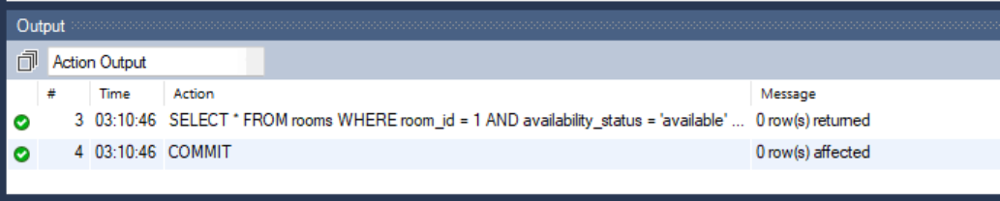 Output
Action Output
# Time Action Message
3 03:10:46 SELECT * FROM rooms WHERE room_id = 1 AND availability_status = 'available' ... 0 row(s) returned
4 03:10:46 COMMIT 0 row(s) affected